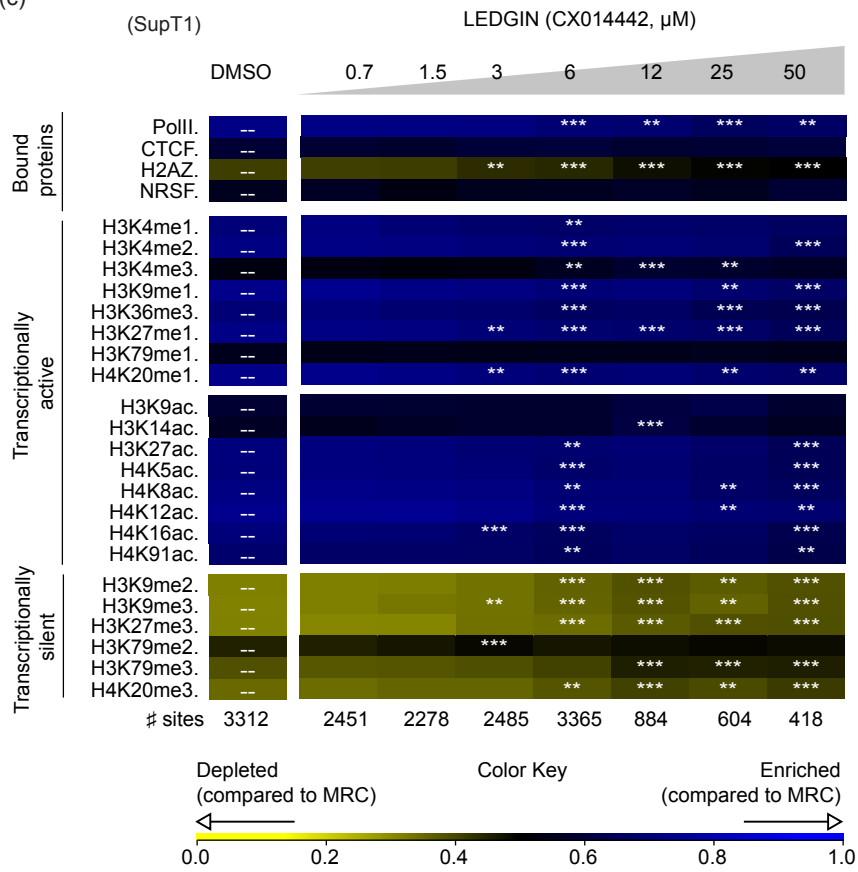 (c)
(SupT1)
LEDGIN (CX014442, µM)
DMSO 0.7 1.5 3 6 12 25 50
Bound proteins
PolII. -- *** ** *** **
CTCF. --
H2AZ. -- ** *** *** *** ***
NRSF. --
Transcriptionally active
H3K4me1. -- **
H3K4me2. -- *** ***
H3K4me3. -- ** *** **
H3K9me1. -- *** ** ***
H3K36me3. -- *** *** ***
H3K27me1. -- ** *** *** *** ***
H3K79me1. --
H4K20me1. -- ** *** ** **
H3K9ac. --
H3K14ac. -- ***
H3K27ac. -- ** ***
H4K5ac. -- *** ***
H4K8ac. -- ** ** ***
H4K12ac. -- *** ** **
H4K16ac. -- *** *** ***
H4K91ac. -- ** **
Transcriptionally silent
H3K9me2. -- *** *** ** ***
H3K9me3. -- ** *** *** ** ***
H3K27me3. -- *** *** *** ***
H3K79me2. -- ***
H3K79me3. -- *** *** ***
H4K20me3. -- ** *** ** ***
♯ sites 3312 2451 2278 2485 3365 884 604 418
Depleted Color Key Enriched
(compared to MRC) (compared to MRC)
0.0 0.2 0.4 0.6 0.8 1.0